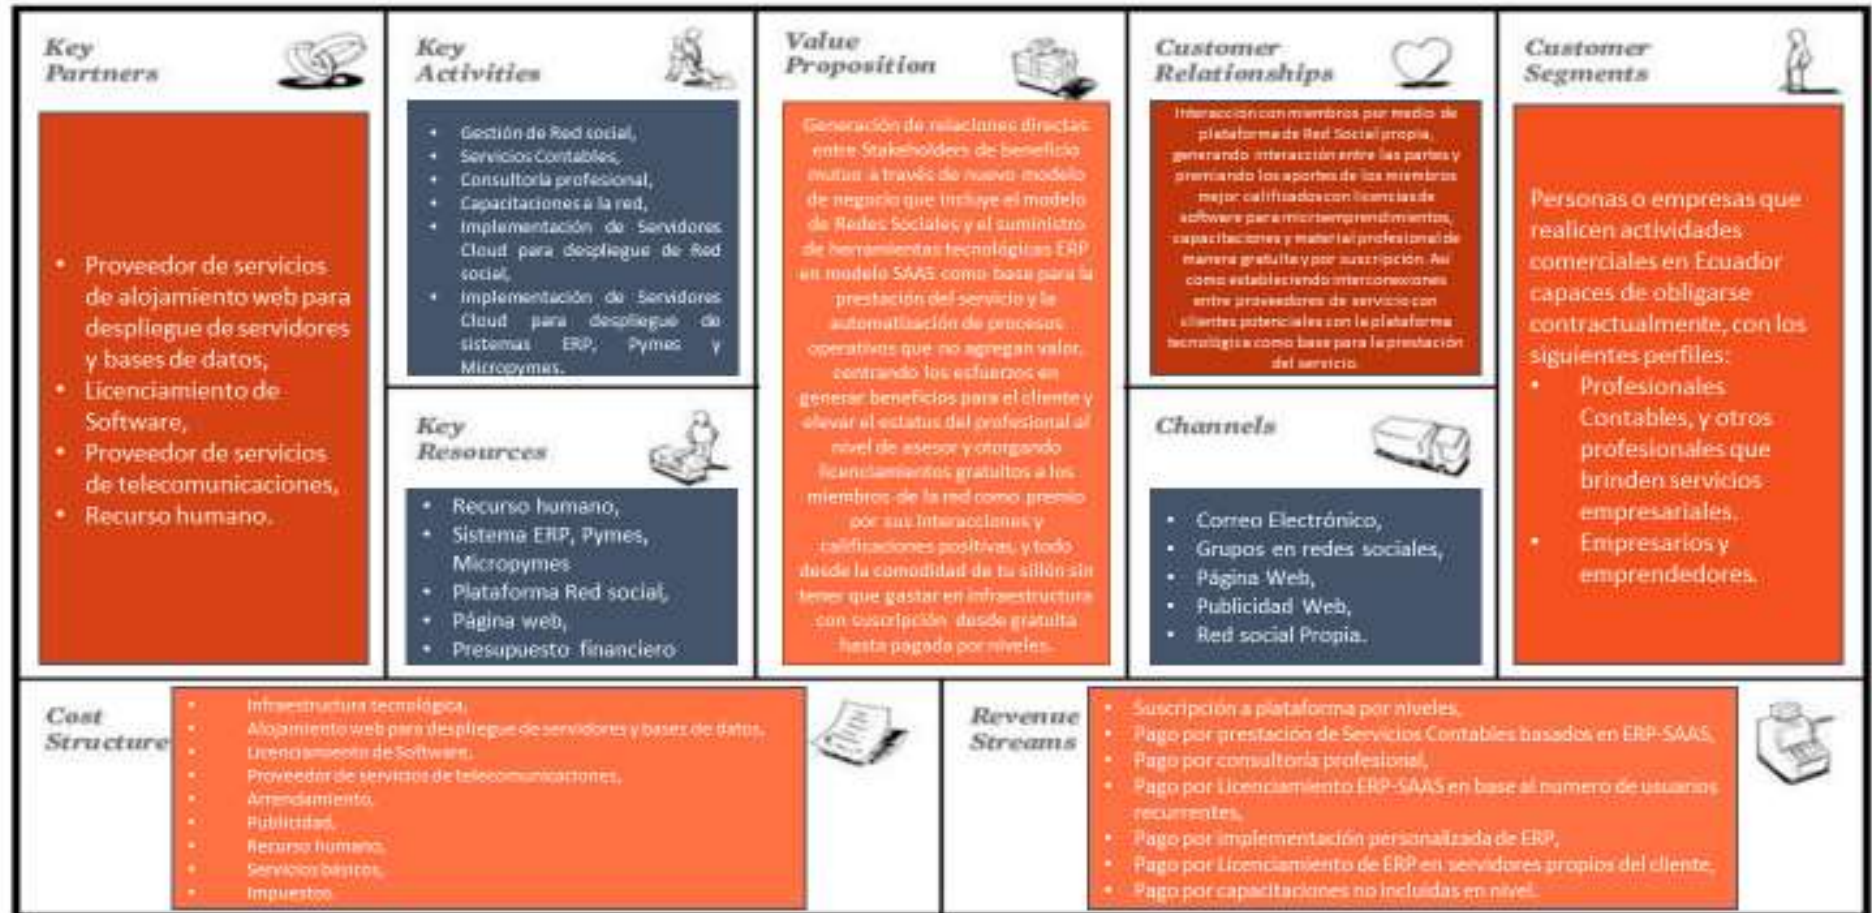 Key
Partners
• Proveedor de servicios
de alojamiento web para
despliegue de servidores
y bases de datos,
• Licenciamiento de
Software,
• Proveedor de servicios
de telecomunicaciones,
• Recurso humano.
Key
Activities
• Gestión de Red social,
• Servicios Contables,
• Consultoría profesional,
• Capacitaciones a la red,
• Implementación de Servidores
Cloud para despliegue de Red
social,
• Implementación de Servidores
Cloud para despliegue de
sistemas ERP, Pymes y
Micropymes.
Key
Resources
• Recurso humano,
• Sistema ERP, Pymes,
Micropymes
• Plataforma Red social,
• Página web,
• Presupuesto financiero
Value
Proposition
Generación de relaciones directas
entre Stakeholders de beneficio
mutuo a través de nuevo modelo
de negocio que incluye el modelo
de Redes Sociales y el suministro
de herramientas tecnológicas ERP
en modelo SAAS como base para la
prestación del servicio y la
automatización de procesos
operativos que no agregan valor,
centrando los esfuerzos en
generar beneficios para el cliente y
elevar el estatus del profesional al
nivel de asesor y otorgando
licenciamientos gratuitos a los
miembros de la red como premio
por sus Interacciones y
calificaciones positivas, y todo
desde la comodidad de tu sillón sin
tener que gastar en infraestructura
con suscripción desde gratuita
hasta pagada por niveles.
Customer
Relationships
Interacción con miembros por medio de
plataforma de Red Social propia,
generando interacción entre las partes y
premiando los aportes de los miembros
mejor calificados con licencias de
software para microemprendimientos,
capacitaciones y material profesional de
manera gratuita y por suscripción. Así
como estableciendo interconexiones
entre proveedores de servicio con
clientes potenciales con la plataforma
tecnológica como base para la prestación
del servicio.
Channels
• Correo Electrónico,
• Grupos en redes sociales,
• Página Web,
• Publicidad Web,
• Red social Propia.
Customer
Segments
Personas o empresas que
realicen actividades
comerciales en Ecuador
capaces de obligarse
contractualmente, con los
siguientes perfiles:
• Profesionales
Contables, y otros
profesionales que
brinden servicios
empresariales.
• Empresarios y
emprendedores.
Cost
Structure
• Infraestructura tecnológica,
• Alojamiento web para despliegue de servidores y bases de datos,
• Licenciamiento de Software,
• Proveedor de servicios de telecomunicaciones,
• Arrendamiento,
• Publicidad,
• Recurso humano,
• Servicios básicos,
• Impuestos.
Revenue
Streams
• Suscripción a plataforma por niveles,
• Pago por prestación de Servicios Contables basados en ERP-SAAS,
• Pago por consultoría profesional,
• Pago por Licenciamiento ERP-SAAS en base al numero de usuarios
recurrentes,
• Pago por implementación personalizada de ERP,
• Pago por Licenciamiento de ERP en servidores propios del cliente,
• Pago por capacitaciones no incluidas en nivel.